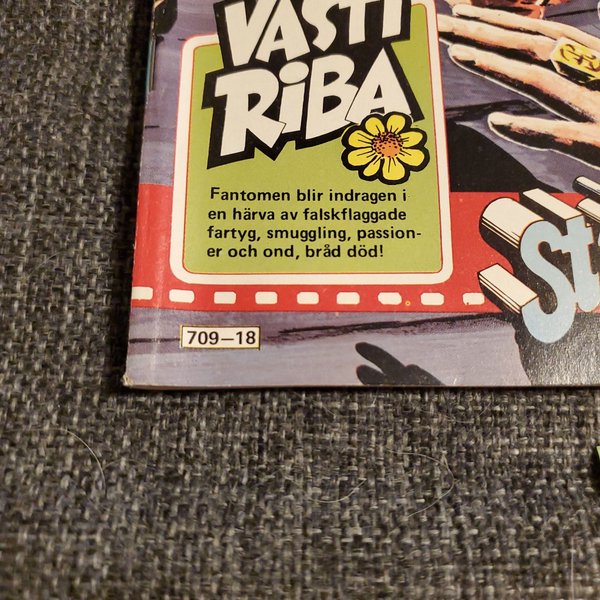 VASTI
RIBA
Fantomen blir indragen i
en härva av falskflaggade
fartyg, smuggling, passion-
er och ond, bråd död!
St
709–18